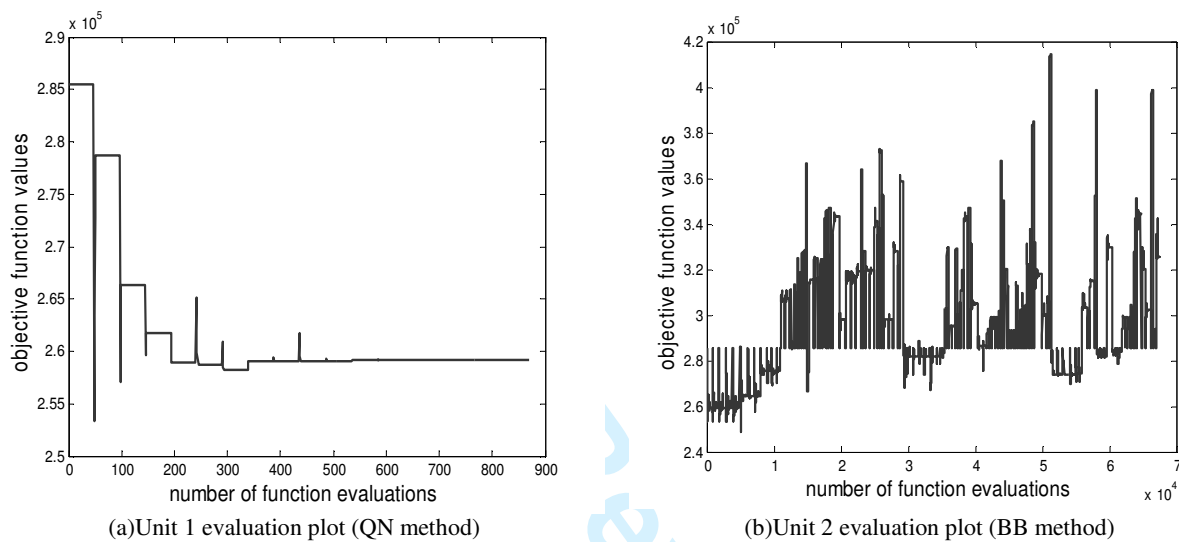 x 10^5
2.9
2.85
2.8
2.75
2.7
2.65
2.6
2.55
2.5
objective function values
0 100 200 300 400 500 600 700 800 900
number of function evaluations
(a)Unit 1 evaluation plot (QN method)
x 10^5
4.2
4
3.8
3.6
3.4
3.2
3
2.8
2.6
2.4
objective function values
0 1 2 3 4 5 6 7
x 10^4
number of function evaluations
(b)Unit 2 evaluation plot (BB method)